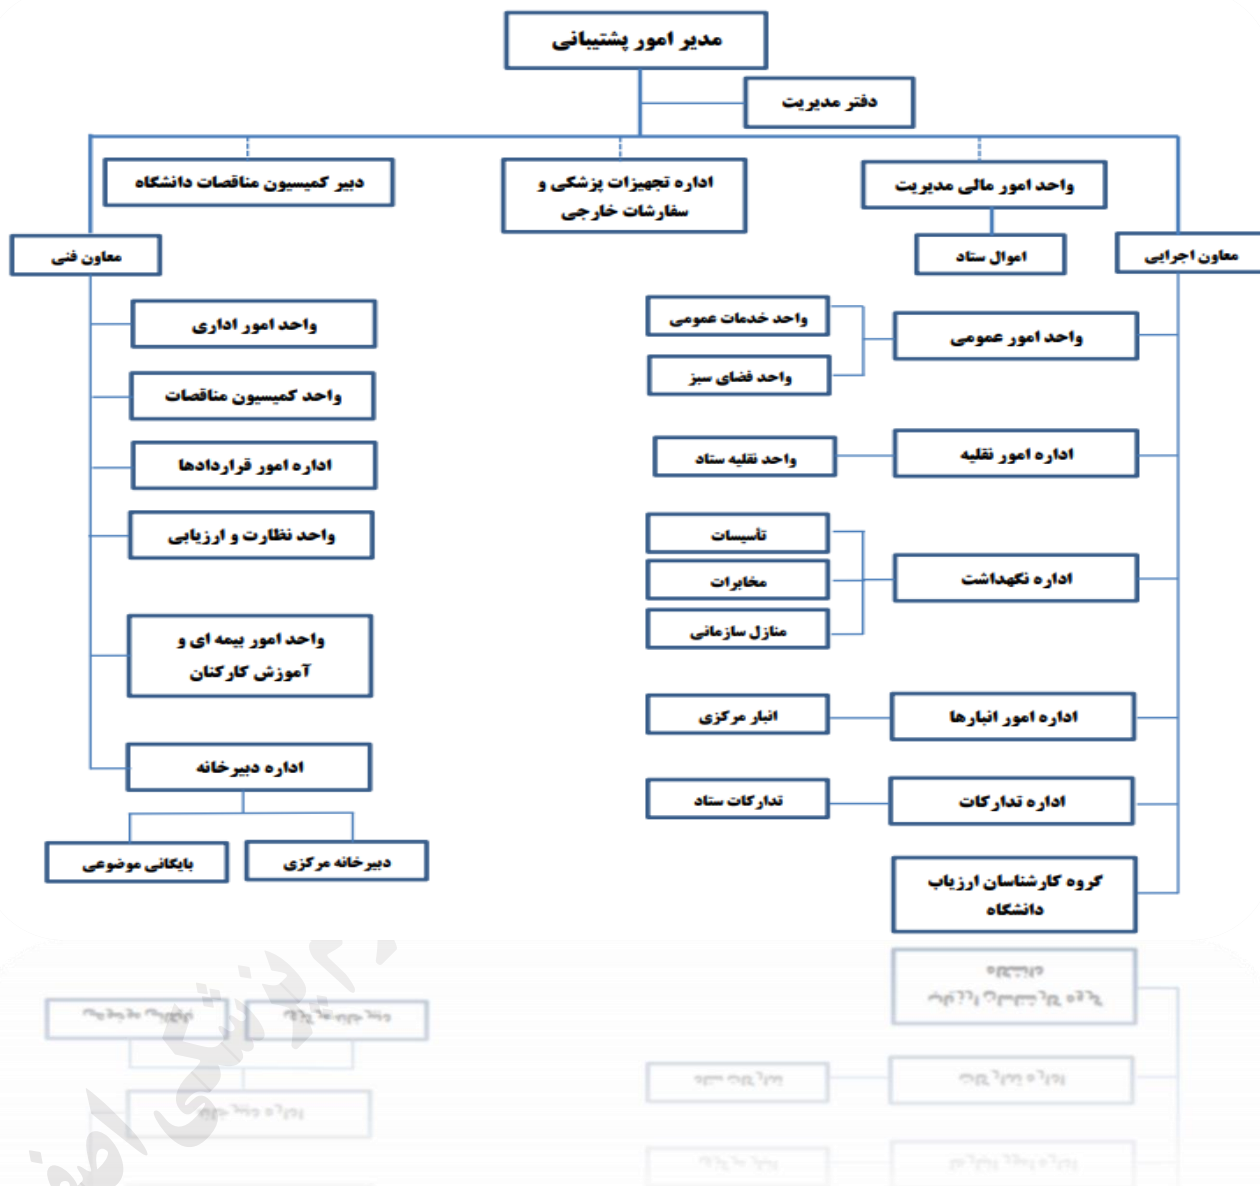 مدیر امور پشتیبانی
دفتر مدیریت
واحد امور مالی مدیریت
اداره تجهیزات پزشکی و
سفارشات خارجی
دبیر کمیسیون مناقصات دانشگاه
معاون اجرایی
اموال ستاد
معاون فنی
واحد امور عمومی
واحد خدمات عمومی
واحد فضای سبز
اداره امور نقلیه
واحد نقلیه ستاد
اداره نگهداشت
تأسیسات
مخابرات
منازل سازمانی
اداره امور انبارها
انبار مرکزی
اداره تدارکات
تدارکات ستاد
گروه کارشناسان ارزیاب
دانشگاه
واحد امور اداری
واحد کمیسیون مناقصات
اداره امور قراردادها
واحد نظارت و ارزیابی
واحد امور بیمه ای و
آموزش کارکنان
اداره دبیرخانه
دبیرخانه مرکزی
بایگانی موضوعی